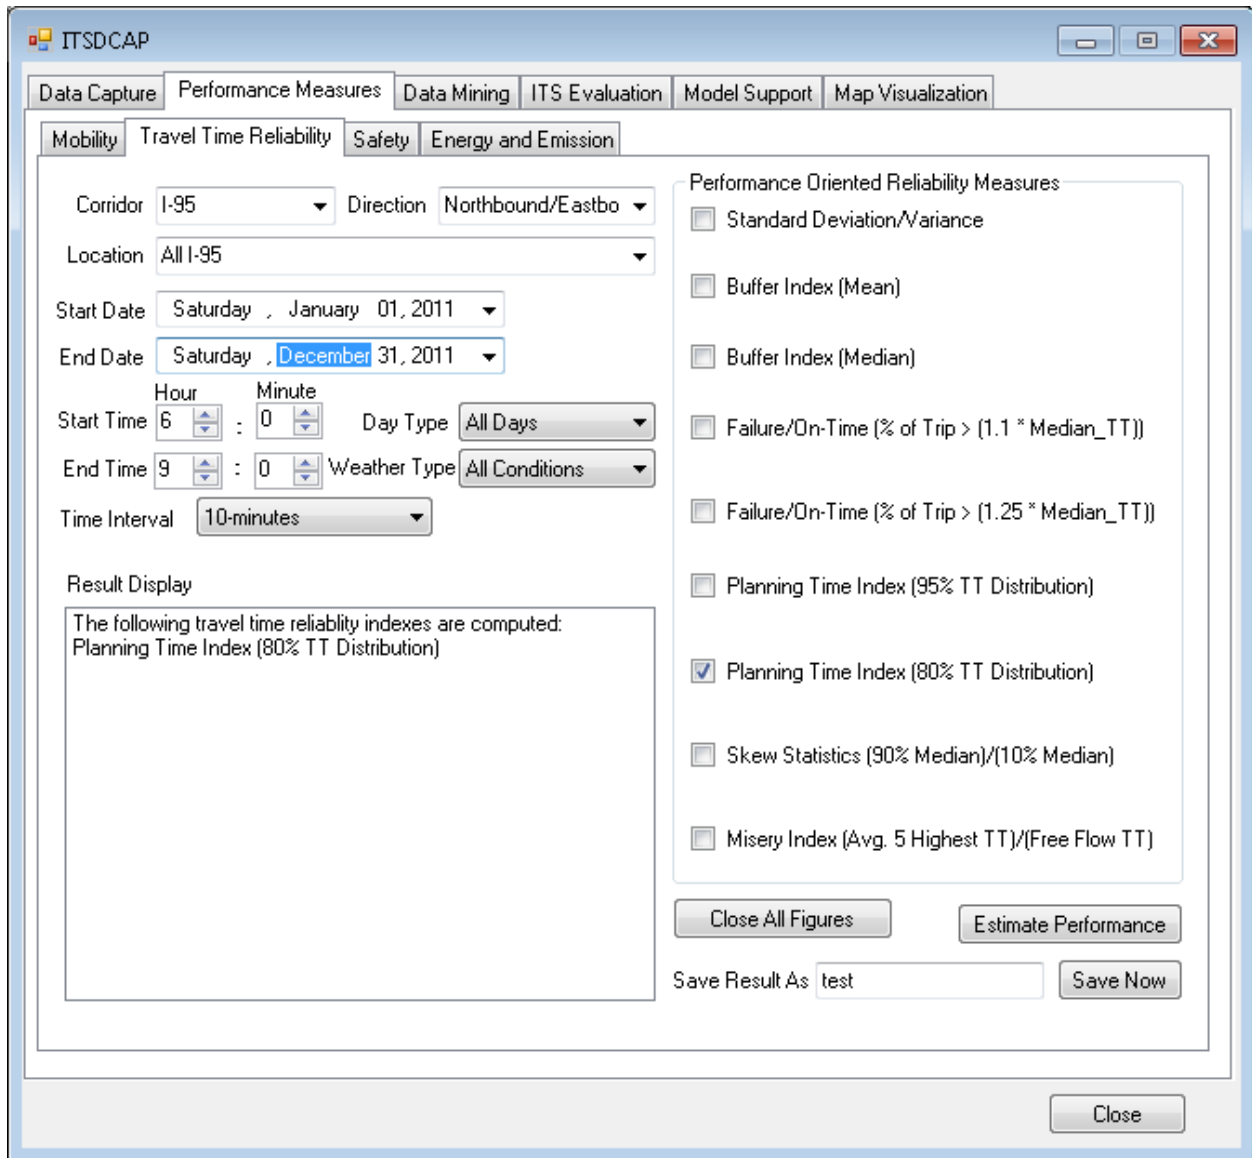 ITSDCAP
Data Capture Performance Measures Data Mining ITS Evaluation Model Support Map Visualization
Mobility Travel Time Reliability Safety Energy and Emission
Corridor I-95 Direction Northbound/Eastbo
Location All I-95
Start Date Saturday , January 01, 2011
End Date Saturday , December 31, 2011
Hour Minute
Start Time 6 : 0 Day Type All Days
End Time 9 : 0 Weather Type All Conditions
Time Interval 10-minutes
Result Display
The following travel time reliablity indexes are computed:
Planning Time Index (80% TT Distribution)
Performance Oriented Reliability Measures
Standard Deviation/Variance
Buffer Index (Mean)
Buffer Index (Median)
Failure/On-Time (% of Trip > (1.1 * Median_TT))
Failure/On-Time (% of Trip > (1.25 * Median_TT))
Planning Time Index (95% TT Distribution)
Planning Time Index (80% TT Distribution)
Skew Statistics (90% Median)/(10% Median)
Misery Index (Avg. 5 Highest TT)/(Free Flow TT)
Close All Figures Estimate Performance
Save Result As test Save Now
Close